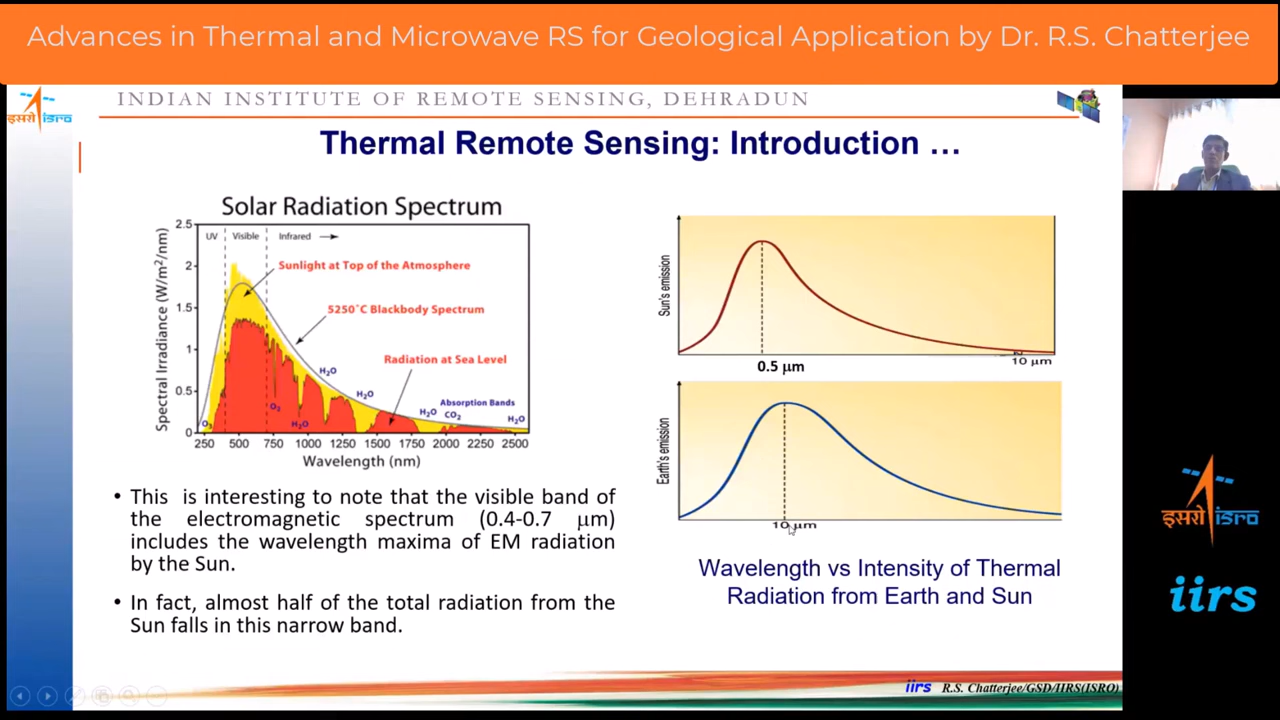 Advances in Thermal and Microwave RS for Geological Application by Dr. R.S. Chatterjee
INDIAN INSTITUTE OF REMOTE SENSING, DEHRADUN
इसरो isro
Thermal Remote Sensing: Introduction …
Solar Radiation Spectrum
UV
Visible
Infrared
Sunlight at Top of the Atmosphere
5250°C Blackbody Spectrum
Radiation at Sea Level
H₂O
H₂O
Absorption Bands
H₂O
CO₂
H₂O
O₃
O₃
H₂O
2.5
2
1.5
1
0.5
0
Spectral Irradiance (W/m²/nm)
250 500 750 1000 1250 1500 1750 2000 2250 2500
Wavelength (nm)
Sun's emission
0.5 μm
10 μm
Earth's emission
10 μm
Wavelength vs Intensity of Thermal
Radiation from Earth and Sun
• This is interesting to note that the visible band of
the electromagnetic spectrum (0.4-0.7 μm)
includes the wavelength maxima of EM radiation
by the Sun.
• In fact, almost half of the total radiation from the
Sun falls in this narrow band.
इसरो isro
iirs
iirs R.S. Chatterjee/GSD/IIRS(ISRO)